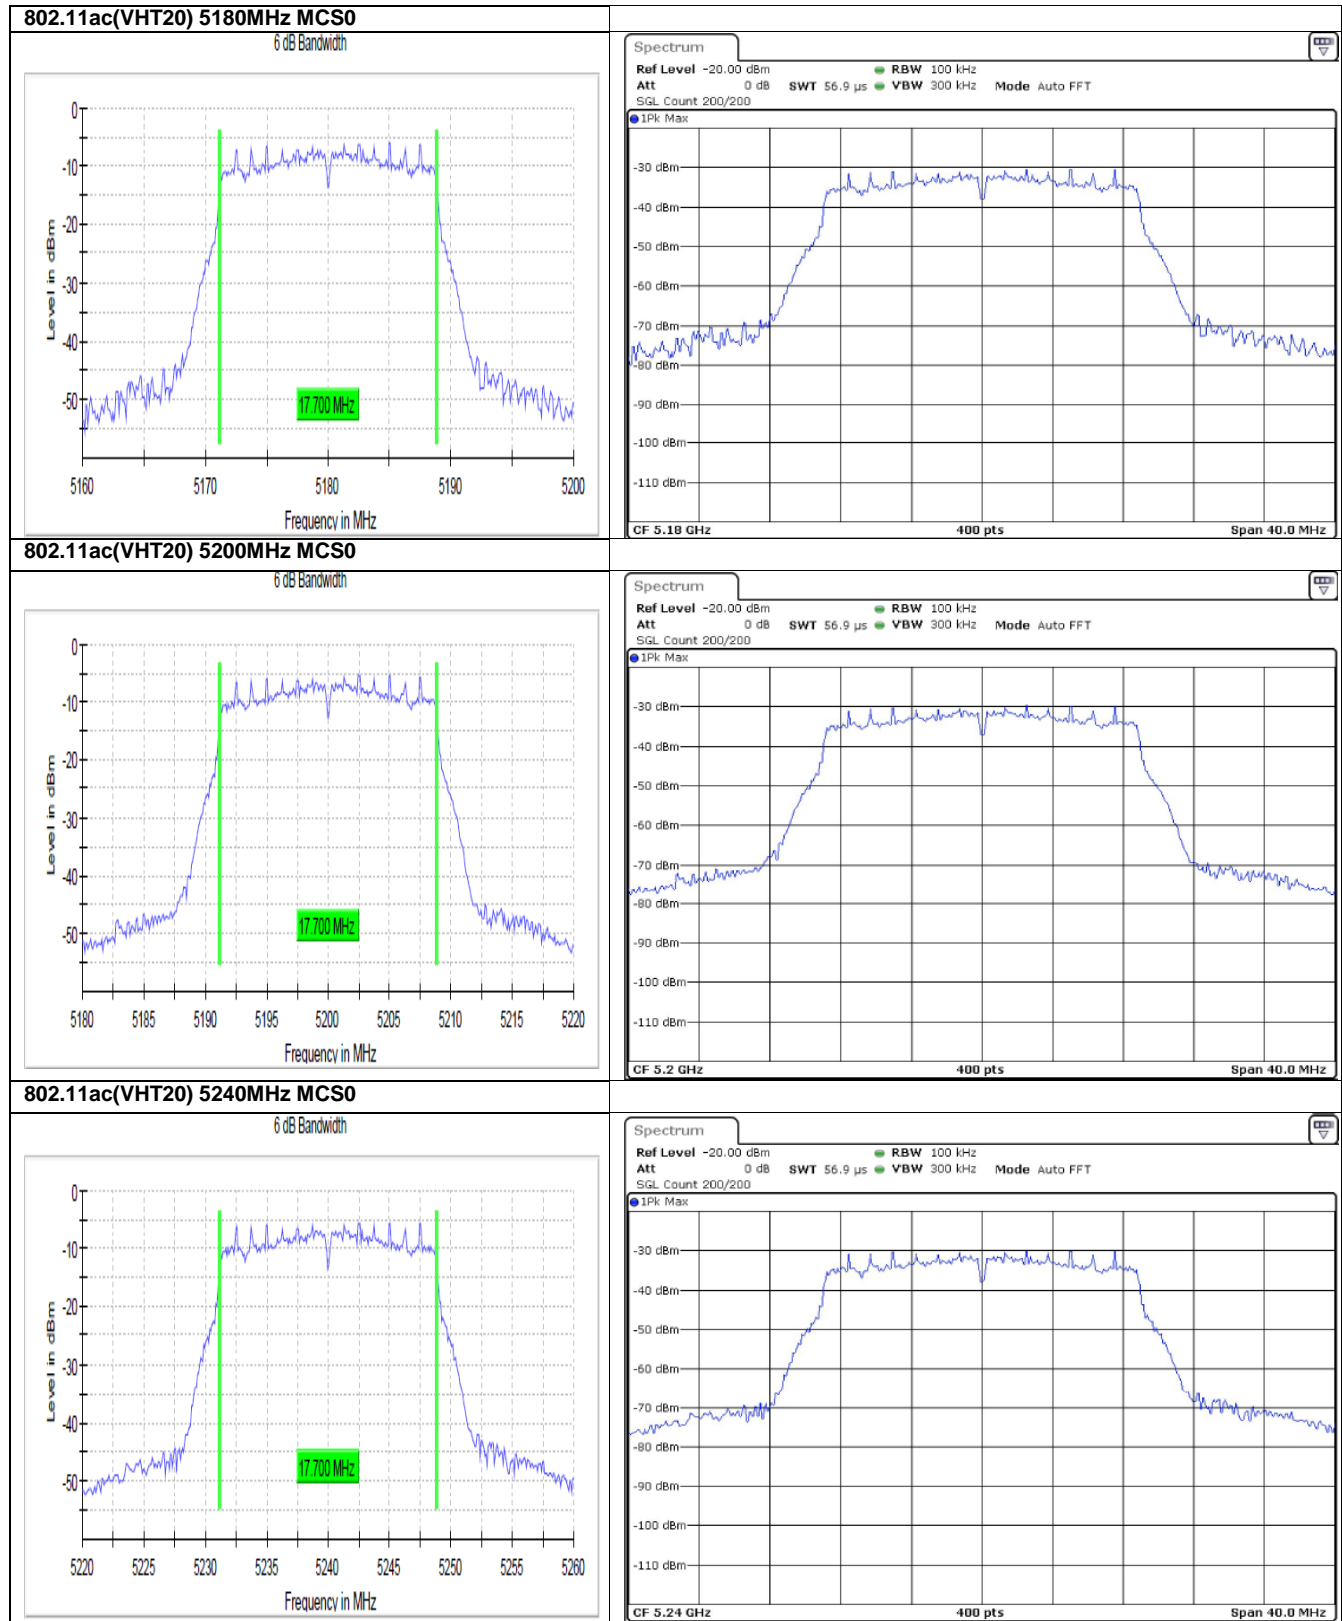 802.11ac(VHT20) 5180MHz MCS0
6 dB Bandwidth
0
-10
-20
-30
-40
-50
Level in dBm
17.700 MHz
5160 5170 5180 5190 5200
Frequency in MHz
Spectrum
Ref Level -20.00 dBm RBW 100 kHz
Att 0 dB SWT 56.9 µs VBW 300 kHz Mode Auto FFT
SGL Count 200/200
1Pk Max
-30 dBm
-40 dBm
-50 dBm
-60 dBm
-70 dBm
-80 dBm
-90 dBm
-100 dBm
-110 dBm
CF 5.18 GHz 400 pts Span 40.0 MHz
802.11ac(VHT20) 5200MHz MCS0
6 dB Bandwidth
0
-10
-20
-30
-40
-50
Level in dBm
17.700 MHz
5180 5185 5190 5195 5200 5205 5210 5215 5220
Frequency in MHz
Spectrum
Ref Level -20.00 dBm RBW 100 kHz
Att 0 dB SWT 56.9 µs VBW 300 kHz Mode Auto FFT
SGL Count 200/200
1Pk Max
-30 dBm
-40 dBm
-50 dBm
-60 dBm
-70 dBm
-80 dBm
-90 dBm
-100 dBm
-110 dBm
CF 5.2 GHz 400 pts Span 40.0 MHz
802.11ac(VHT20) 5240MHz MCS0
6 dB Bandwidth
0
-10
-20
-30
-40
-50
Level in dBm
17.700 MHz
5220 5225 5230 5235 5240 5245 5250 5255 5260
Frequency in MHz
Spectrum
Ref Level -20.00 dBm RBW 100 kHz
Att 0 dB SWT 56.9 µs VBW 300 kHz Mode Auto FFT
SGL Count 200/200
1Pk Max
-30 dBm
-40 dBm
-50 dBm
-60 dBm
-70 dBm
-80 dBm
-90 dBm
-100 dBm
-110 dBm
CF 5.24 GHz 400 pts Span 40.0 MHz